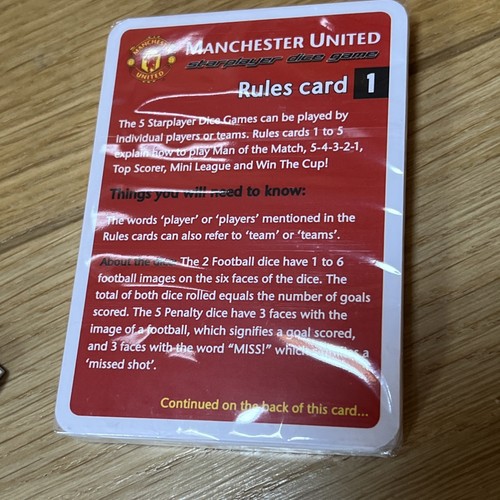 MANCHESTER
UNITED
MANCHESTER UNITED
starplayer dice game
Rules card 1
The 5 Starplayer Dice Games can be played by
individual players or teams. Rules cards 1 to 5
explain how to play Man of the Match, 5-4-3-2-1,
Top Scorer, Mini League and Win The Cup!
Things you will need to know:
The words 'player' or 'players' mentioned in the
Rules cards can also refer to 'team' or 'teams'.
About the dice: The 2 Football dice have 1 to 6
football images on the six faces of the dice. The
total of both dice rolled equals the number of goals
scored. The 5 Penalty dice have 3 faces with the
image of a football, which signifies a goal scored,
and 3 faces with the word "MISS!" which signifies a
'missed shot'.
Continued on the back of this card...